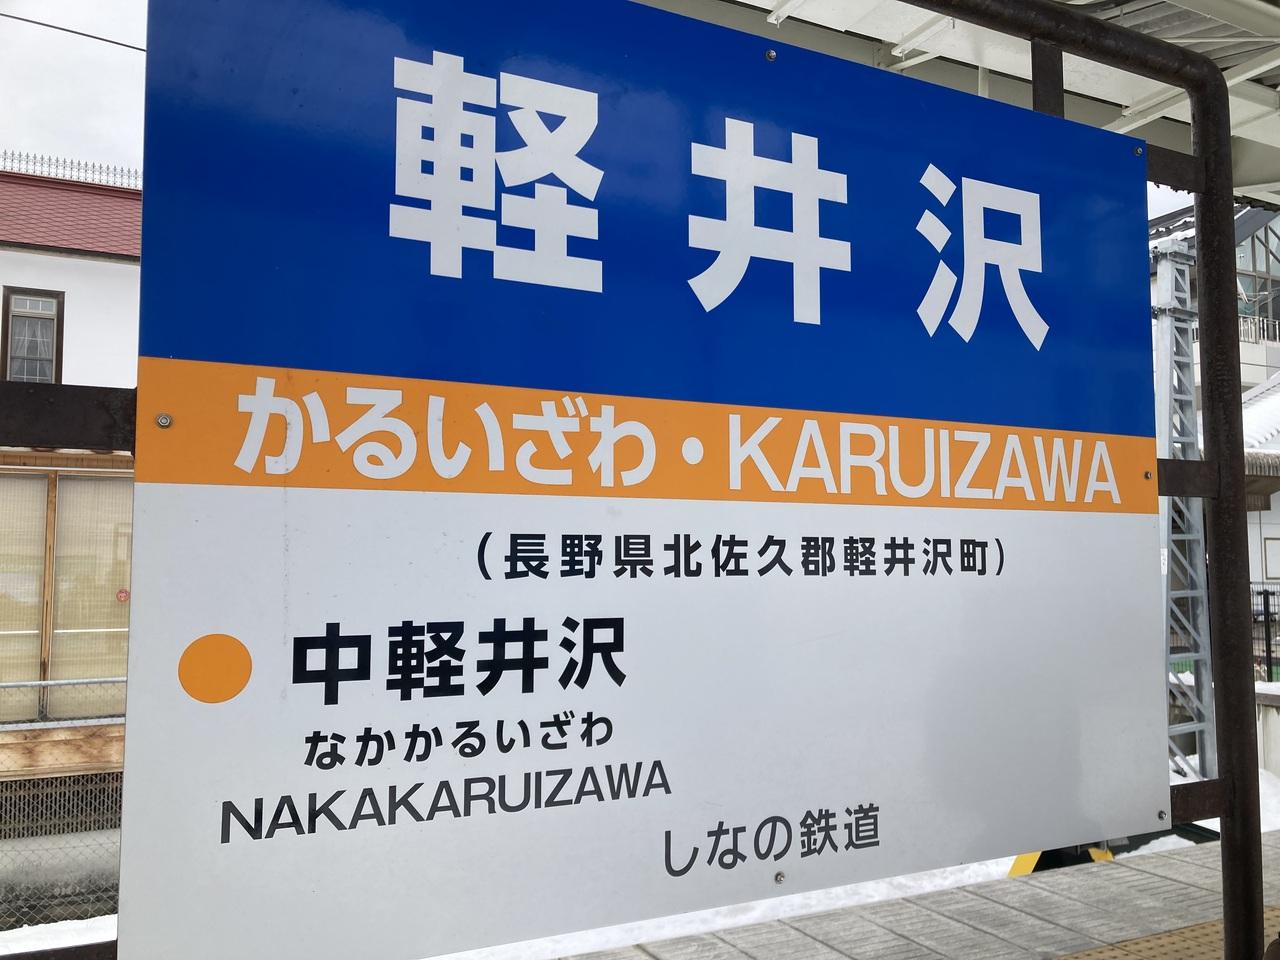 軽井沢
かるいざわ・KARUIZAWA
（長野県北佐久郡軽井沢町）
中軽井沢
なかかるいざわ
NAKAKARUIZAWA
しなの鉄道